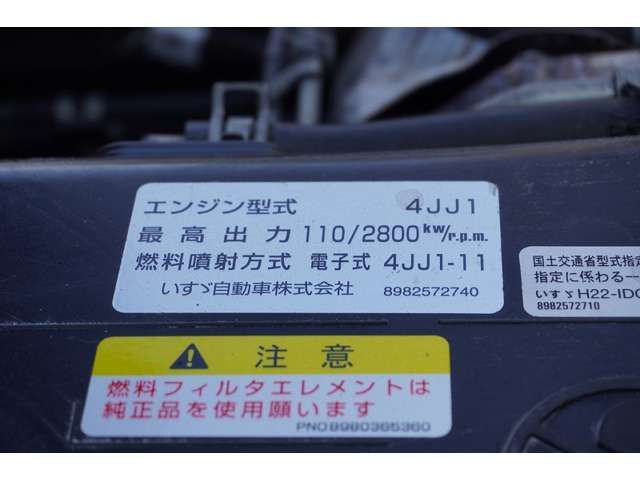 エンジン型式 4JJ1
最高出力 110/2800kw/r.p.m.
燃料噴射方式 電子式 4JJ1-11
いすゞ自動車株式会社 8982572740
国土交通省型式指定
指定に係わる一
いすゞH22-IDG
8982572710
注意
燃料フィルタエレメントは
純正品を使用願います
PNO8980365360